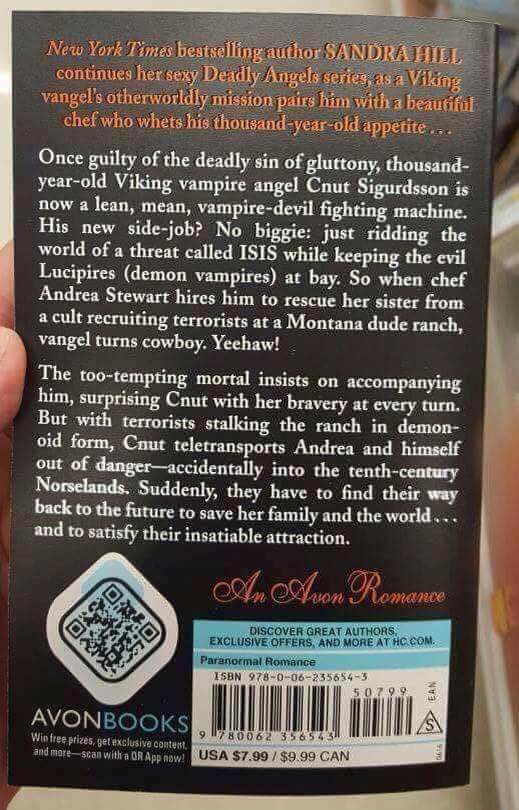 New York Times bestselling author SANDRA HILL
continues her sexy Deadly Angels series, as a Viking
vangel's otherworldly mission pairs him with a beautiful
chef who whets his thousand-year-old appetite . . .
Once guilty of the deadly sin of gluttony, thousand-
year-old Viking vampire angel Cnut Sigurdsson is
now a lean, mean, vampire-devil fighting machine.
His new side-job? No biggie: just ridding the
world of a threat called ISIS while keeping the evil
Lucipires (demon vampires) at bay. So when chef
Andrea Stewart hires him to rescue her sister from
a cult recruiting terrorists at a Montana dude ranch,
vangel turns cowboy. Yeehaw!
The too-tempting mortal insists on accompanying
him, surprising Cnut with her bravery at every turn.
But with terrorists stalking the ranch in demon-
oid form, Cnut teletransports Andrea and himself
out of danger—accidentally into the tenth-century
Norselands. Suddenly, they have to find their way
back to the future to save her family and the world . . .
and to satisfy their insatiable attraction.
An Avon Romance
DISCOVER GREAT AUTHORS,
EXCLUSIVE OFFERS, AND MORE AT HC.COM.
Paranormal Romance
ISBN 978-0-06-235654-3
50799
EAN
S
9 780062 356543
0616
USA $7.99 / $9.99 CAN
AVONBOOKS
Win free prizes, get exclusive content,
and more—scan with a QR App now!